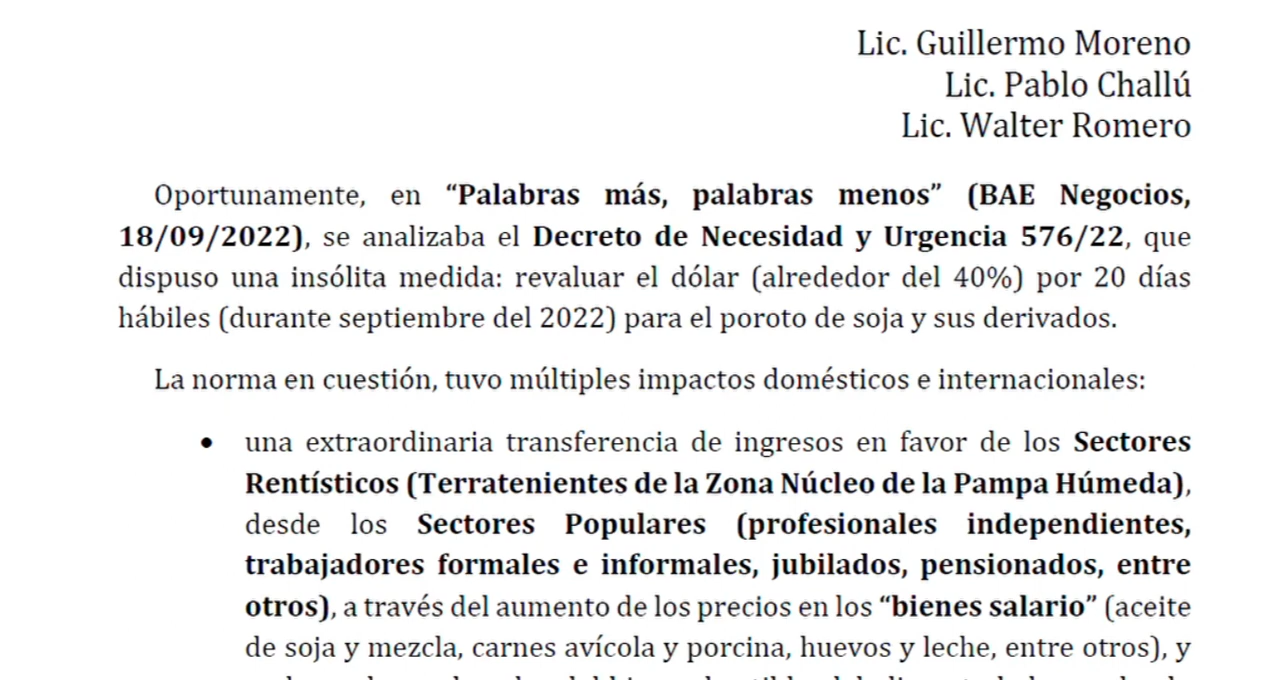 Lic. Guillermo Moreno
Lic. Pablo Challú
Lic. Walter Romero
Oportunamente, en “Palabras más, palabras menos” (BAE Negocios,
18/09/2022), se analizaba el Decreto de Necesidad y Urgencia 576/22, que
dispuso una insólita medida: revaluar el dólar (alrededor del 40%) por 20 días
hábiles (durante septiembre del 2022) para el poroto de soja y sus derivados.
La norma en cuestión, tuvo múltiples impactos domésticos e internacionales:
• una extraordinaria transferencia de ingresos en favor de los Sectores
Rentísticos (Terratenientes de la Zona Núcleo de la Pampa Húmeda),
desde los Sectores Populares (profesionales independientes,
trabajadores formales e informales, jubilados, pensionados, entre
otros), a través del aumento de los precios en los “bienes salario” (aceite
de soja y mezcla, carnes avícola y porcina, huevos y leche, entre otros), y